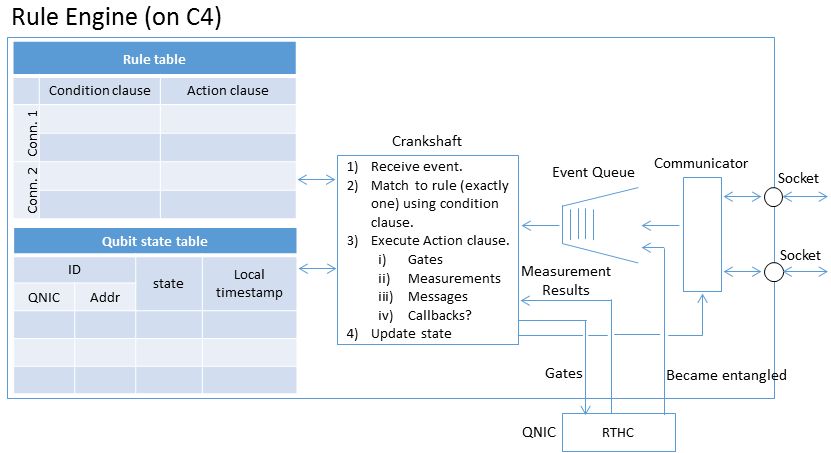 Rule Engine (on C4)
Rule table
Condition clause Action clause
Conn. 1
Conn. 2
Qubit state table
ID
state
Local
timestamp
QNIC Addr
Crankshaft
1) Receive event.
2) Match to rule (exactly
one) using condition
clause.
3) Execute Action clause.
i) Gates
ii) Measurements
iii) Messages
iv) Callbacks?
4) Update state
Event Queue
Communicator
Socket
Socket
Measurement
Results
Gates
Became entangled
QNIC
RTHC